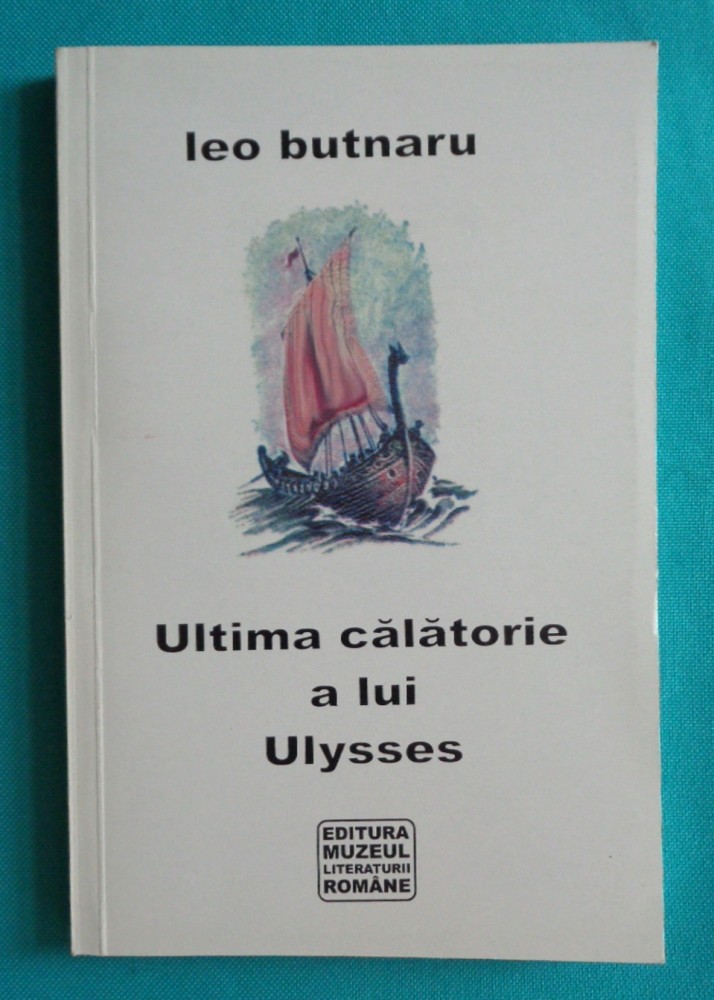 leo butnaru
Ultima călătorie
a lui
Ulysses
EDITURA
MUZEUL
LITERATURII
ROMÂNE